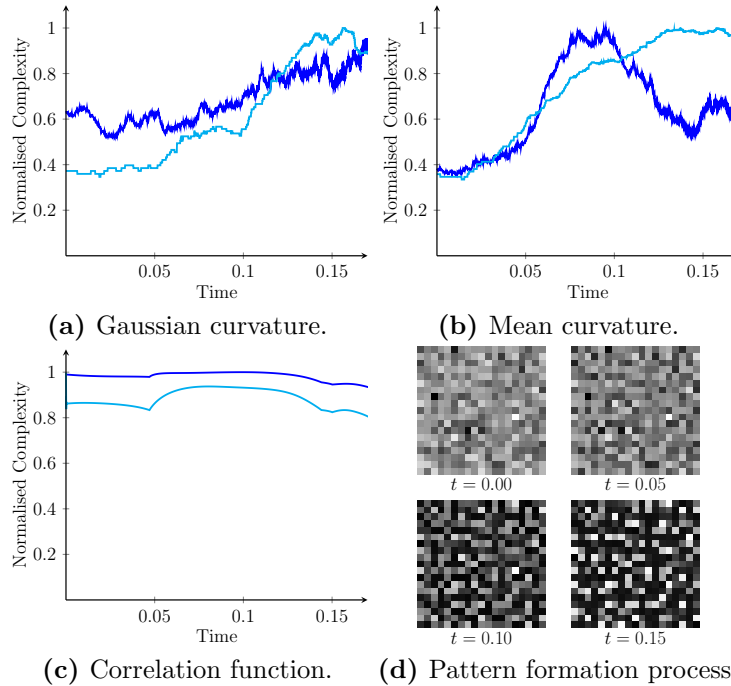 Normalised Complexity
1
0.8
0.6
0.4
0.2
0.05 0.1 0.15
Time
(a) Gaussian curvature.
Normalised Complexity
1
0.8
0.6
0.4
0.2
0.05 0.1 0.15
Time
(b) Mean curvature.
Normalised Complexity
1
0.8
0.6
0.4
0.2
0.05 0.1 0.15
Time
(c) Correlation function.
t = 0.00 t = 0.05
t = 0.10 t = 0.15
(d) Pattern formation process